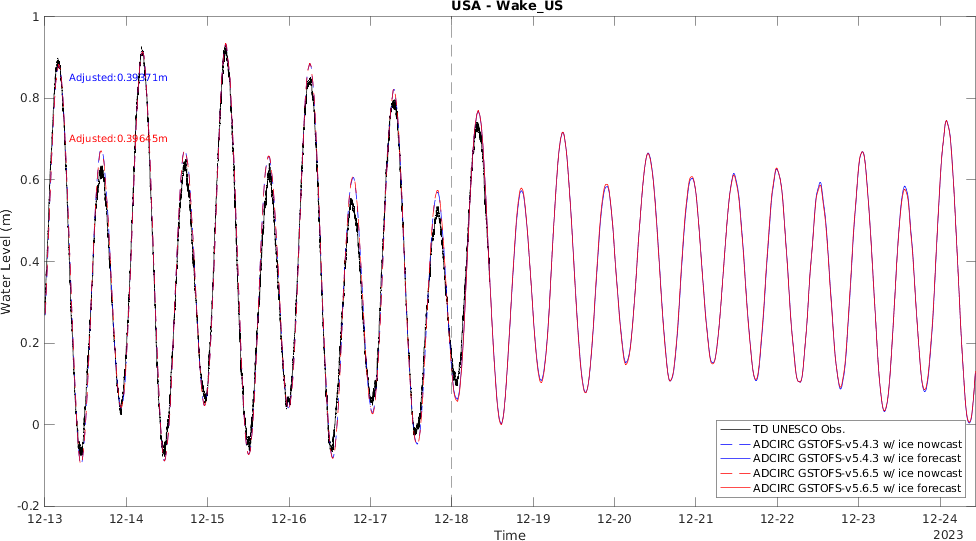 USA - Wake_US
Water Level (m)
1
0.8
0.6
0.4
0.2
0
-0.2
Adjusted:0.39371m
Adjusted:0.39645m
TD UNESCO Obs.
ADCIRC GSTOFS-v5.4.3 w/ ice nowcast
ADCIRC GSTOFS-v5.4.3 w/ ice forecast
ADCIRC GSTOFS-v5.6.5 w/ ice nowcast
ADCIRC GSTOFS-v5.6.5 w/ ice forecast
12-13 12-14 12-15 12-16 12-17 12-18 12-19 12-20 12-21 12-22 12-23 12-24
Time
2023